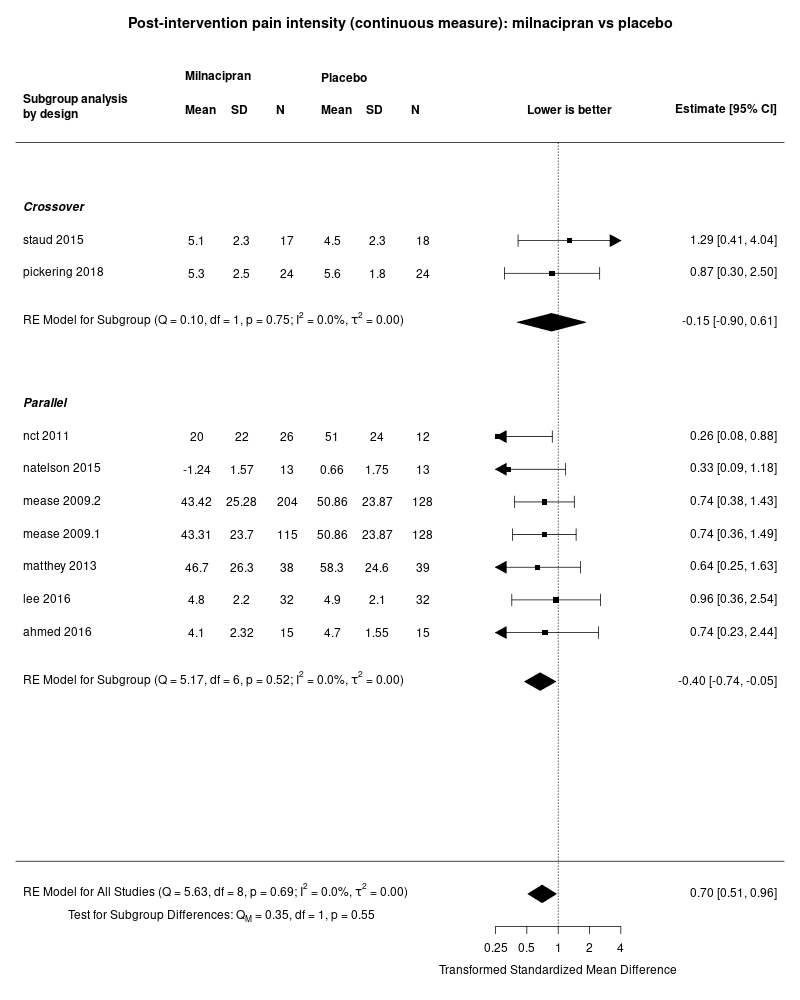 Post-intervention pain intensity (continuous measure): milnacipran vs placebo
Milnacipran Placebo
Subgroup analysis
by design
Mean SD N Mean SD N Lower is better Estimate [95% CI]
Crossover
staud 2015 5.1 2.3 17 4.5 2.3 18 1.29 [0.41, 4.04]
pickering 2018 5.3 2.5 24 5.6 1.8 24 0.87 [0.30, 2.50]
RE Model for Subgroup (Q = 0.10, df = 1, p = 0.75; I² = 0.0%, τ² = 0.00) -0.15 [-0.90, 0.61]
Parallel
nct 2011 20 22 26 51 24 12 0.26 [0.08, 0.88]
natelson 2015 -1.24 1.57 13 0.66 1.75 13 0.33 [0.09, 1.18]
mease 2009.2 43.42 25.28 204 50.86 23.87 128 0.74 [0.38, 1.43]
mease 2009.1 43.31 23.7 115 50.86 23.87 128 0.74 [0.36, 1.49]
matthey 2013 46.7 26.3 38 58.3 24.6 39 0.64 [0.25, 1.63]
lee 2016 4.8 2.2 32 4.9 2.1 32 0.96 [0.36, 2.54]
ahmed 2016 4.1 2.32 15 4.7 1.55 15 0.74 [0.23, 2.44]
RE Model for Subgroup (Q = 5.17, df = 6, p = 0.52; I² = 0.0%, τ² = 0.00) -0.40 [-0.74, -0.05]
RE Model for All Studies (Q = 5.63, df = 8, p = 0.69; I² = 0.0%, τ² = 0.00) 0.70 [0.51, 0.96]
Test for Subgroup Differences: Q_M = 0.35, df = 1, p = 0.55
0.25 0.5 1 2 4
Transformed Standardized Mean Difference